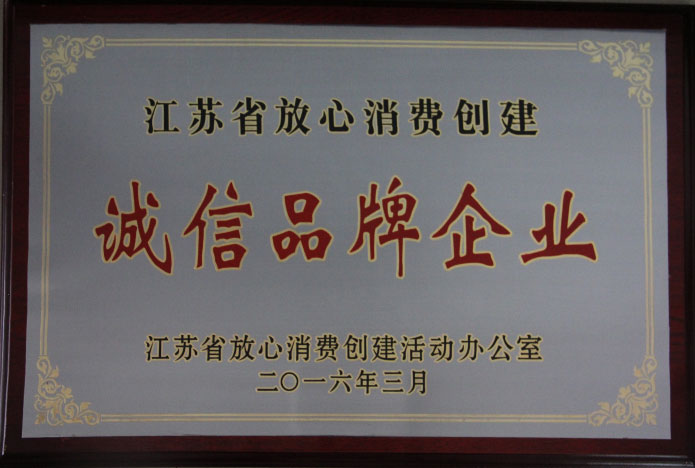 江苏省放心消费创建
诚信品牌企业
江苏省放心消费创建活动办公室
二〇一六年三月